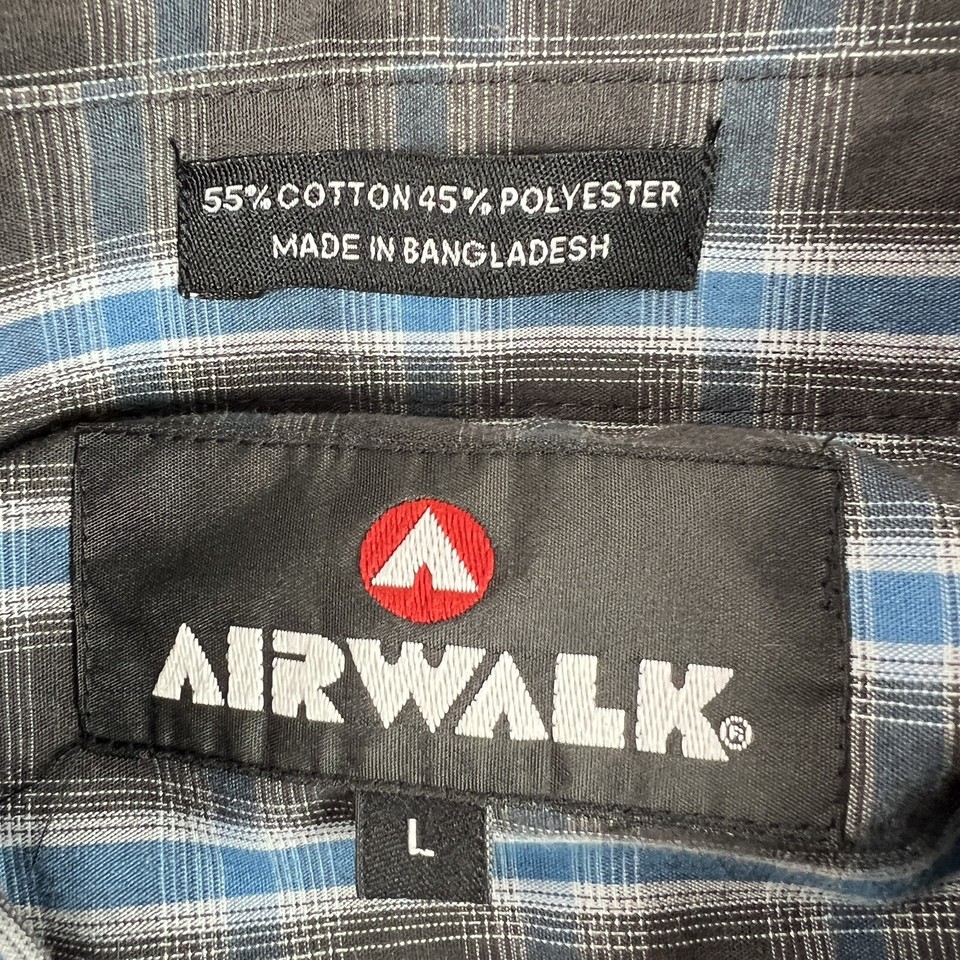 55% COTTON 45% POLYESTER
MADE IN BANGLADESH
AIRWALK®
L